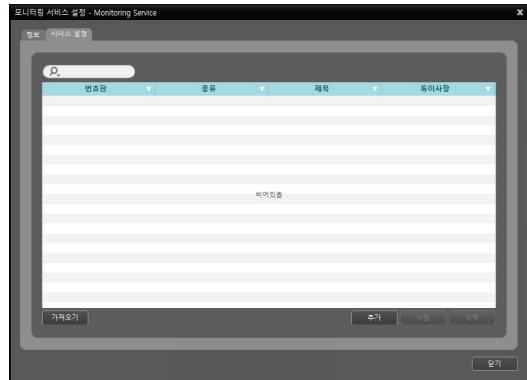 모니터링 서비스 설정 - Monitoring Service
정보 서비스 설정
번호판 종류 제목 특이사항
비어있음
가져오기 추가 수정 삭제
닫기